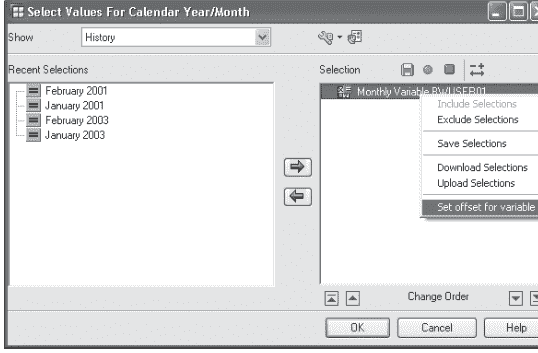 Select Values For Calendar Year/Month
Show
History
Recent Selections
February 2001
January 2001
February 2003
January 2003
Selection
Monthly Variable BWUSER01
Include Selections
Exclude Selections
Save Selections
Download Selections
Upload Selections
Set offset for variable
Change Order
OK
Cancel
Help